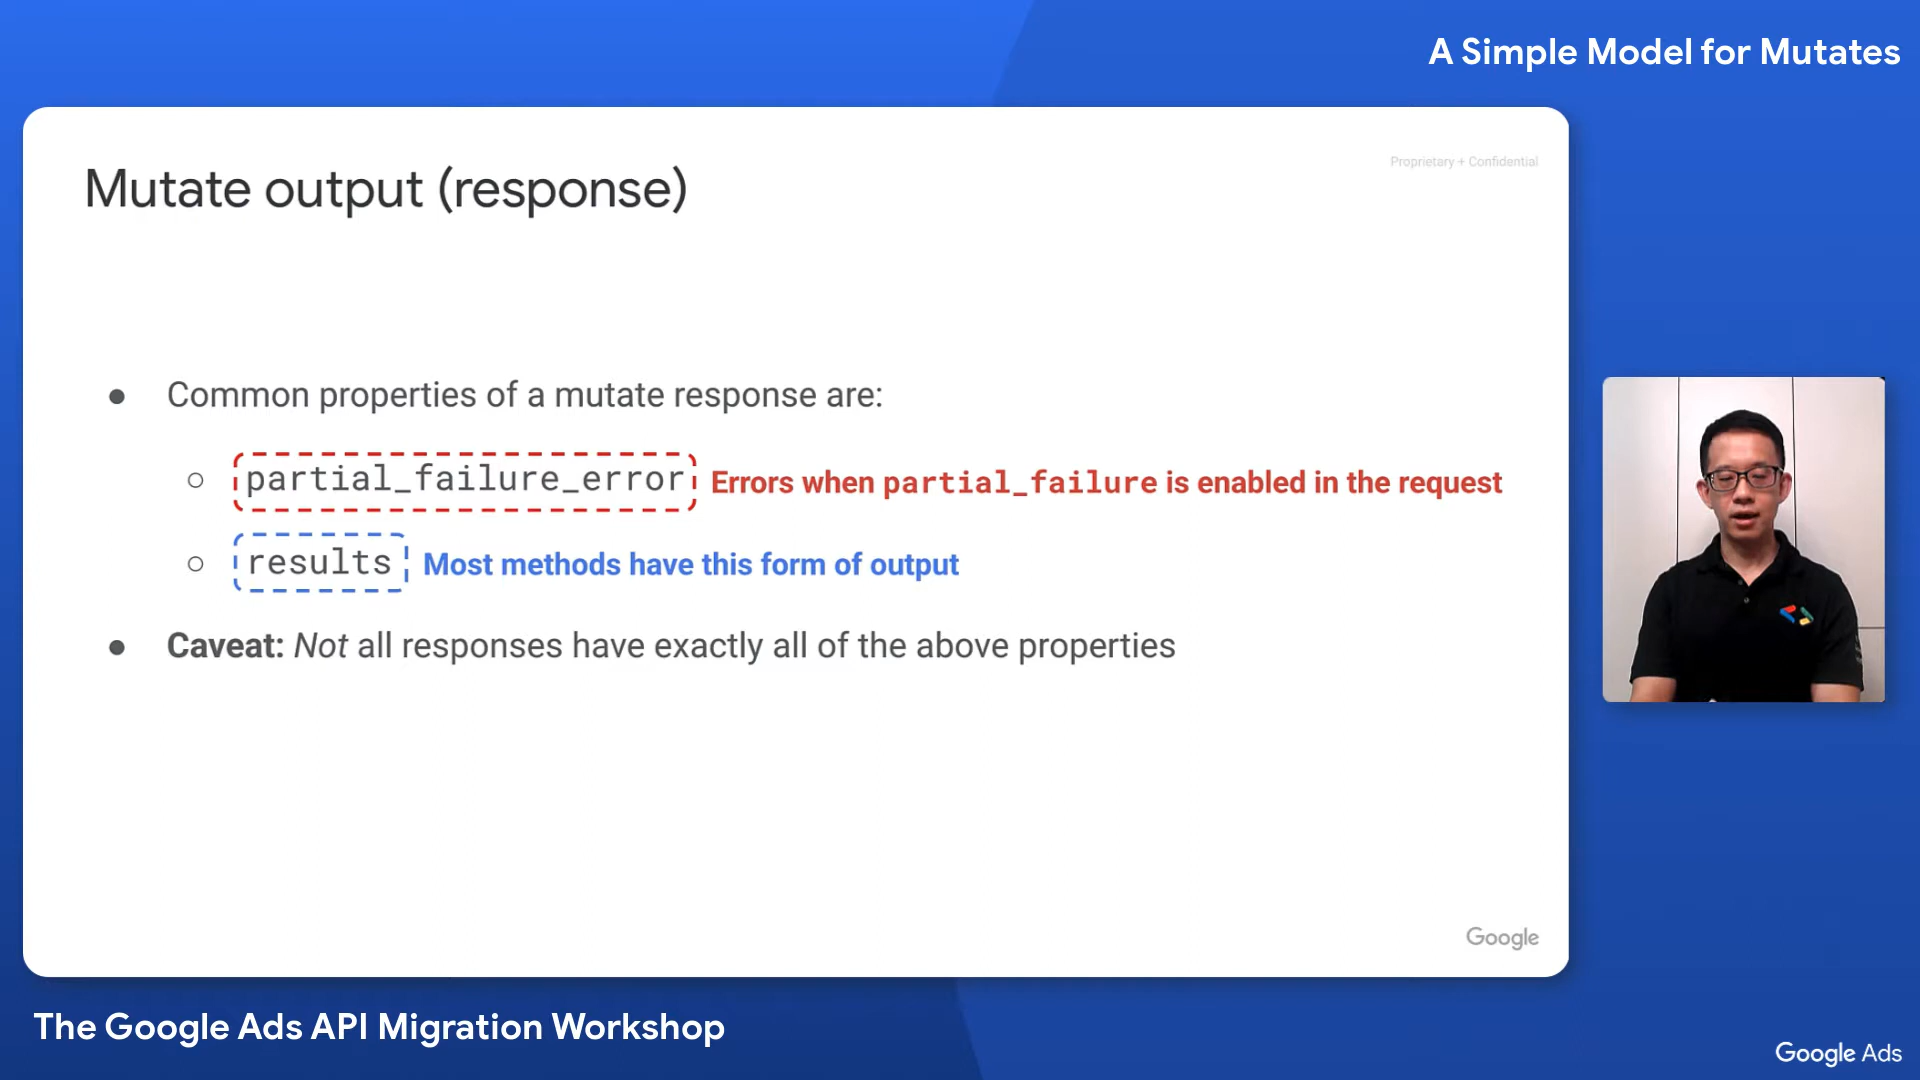 A Simple Model for Mutates
Proprietary + Confidential
Mutate output (response)
● Common properties of a mutate response are:
○ partial_failure_error Errors when partial_failure is enabled in the request
○ results Most methods have this form of output
● Caveat: Not all responses have exactly all of the above properties
Google
The Google Ads API Migration Workshop
Google Ads